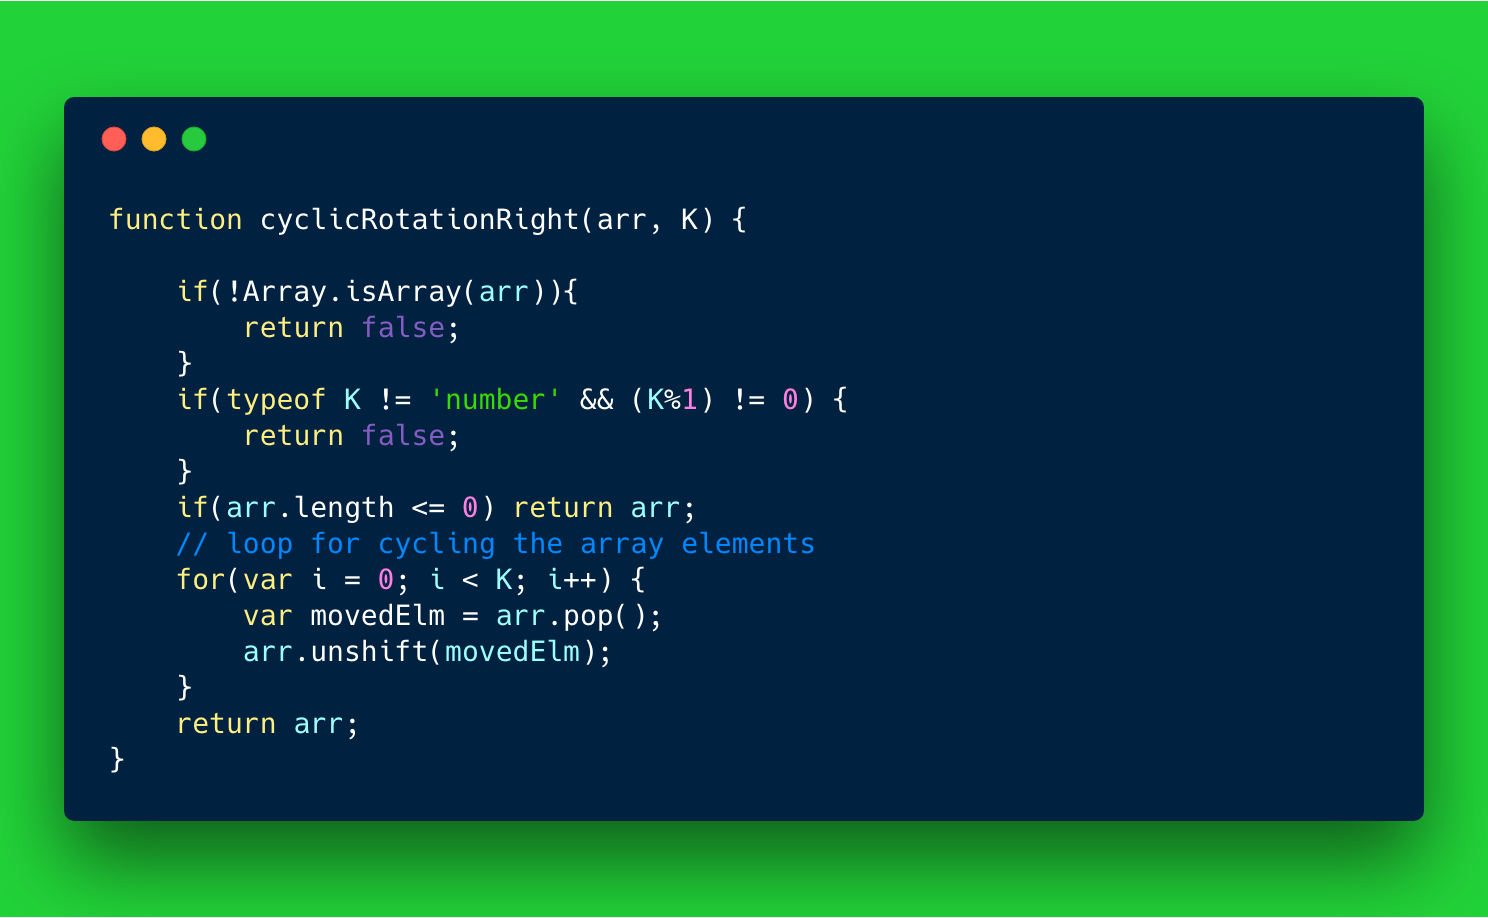 function cyclicRotationRight(arr, K) {

    if(!Array.isArray(arr)){
        return false;
    }
    if(typeof K != 'number' && (K%1) != 0) {
        return false;
    }
    if(arr.length <= 0) return arr;
    // loop for cycling the array elements
    for(var i = 0; i < K; i++) {
        var movedElm = arr.pop();
        arr.unshift(movedElm);
    }
    return arr;
}